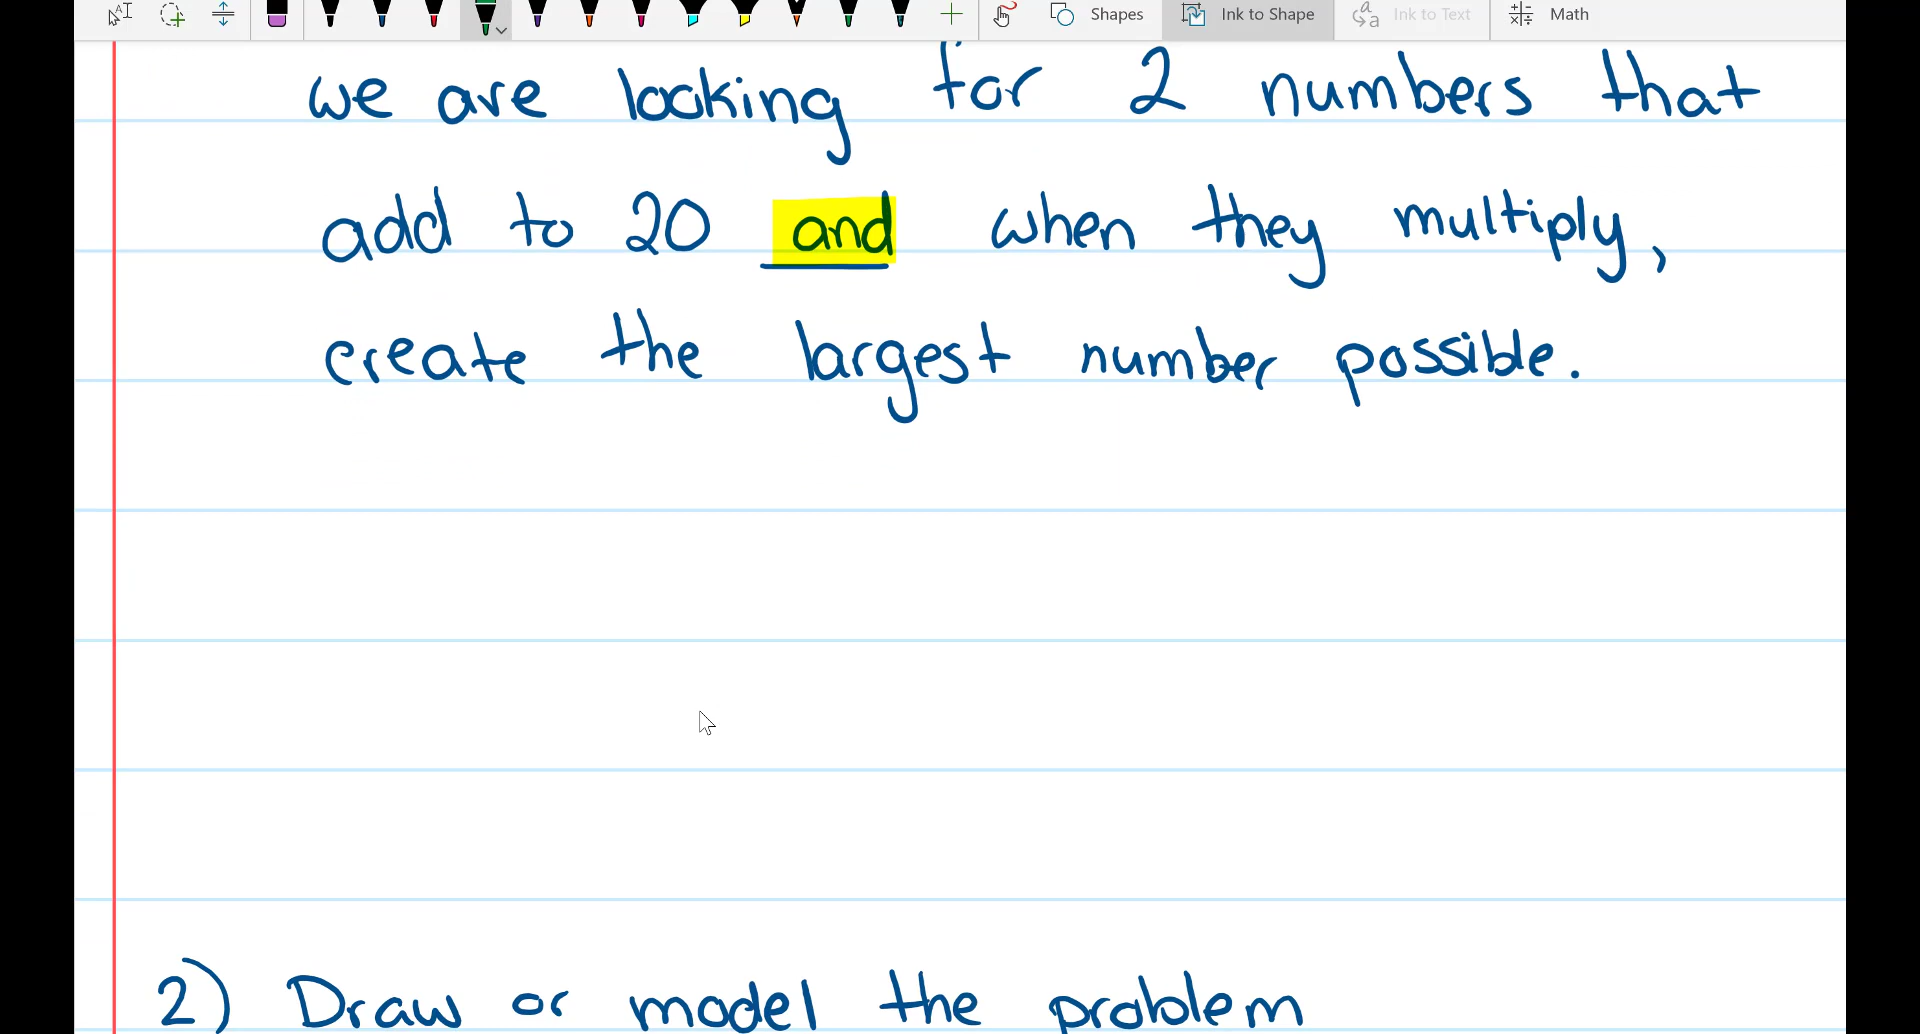 Shapes Ink to Shape Ink to Text Math
we are looking for 2 numbers that
add to 20 and when they multiply,
create the largest number possible.
2) Draw or model the problem